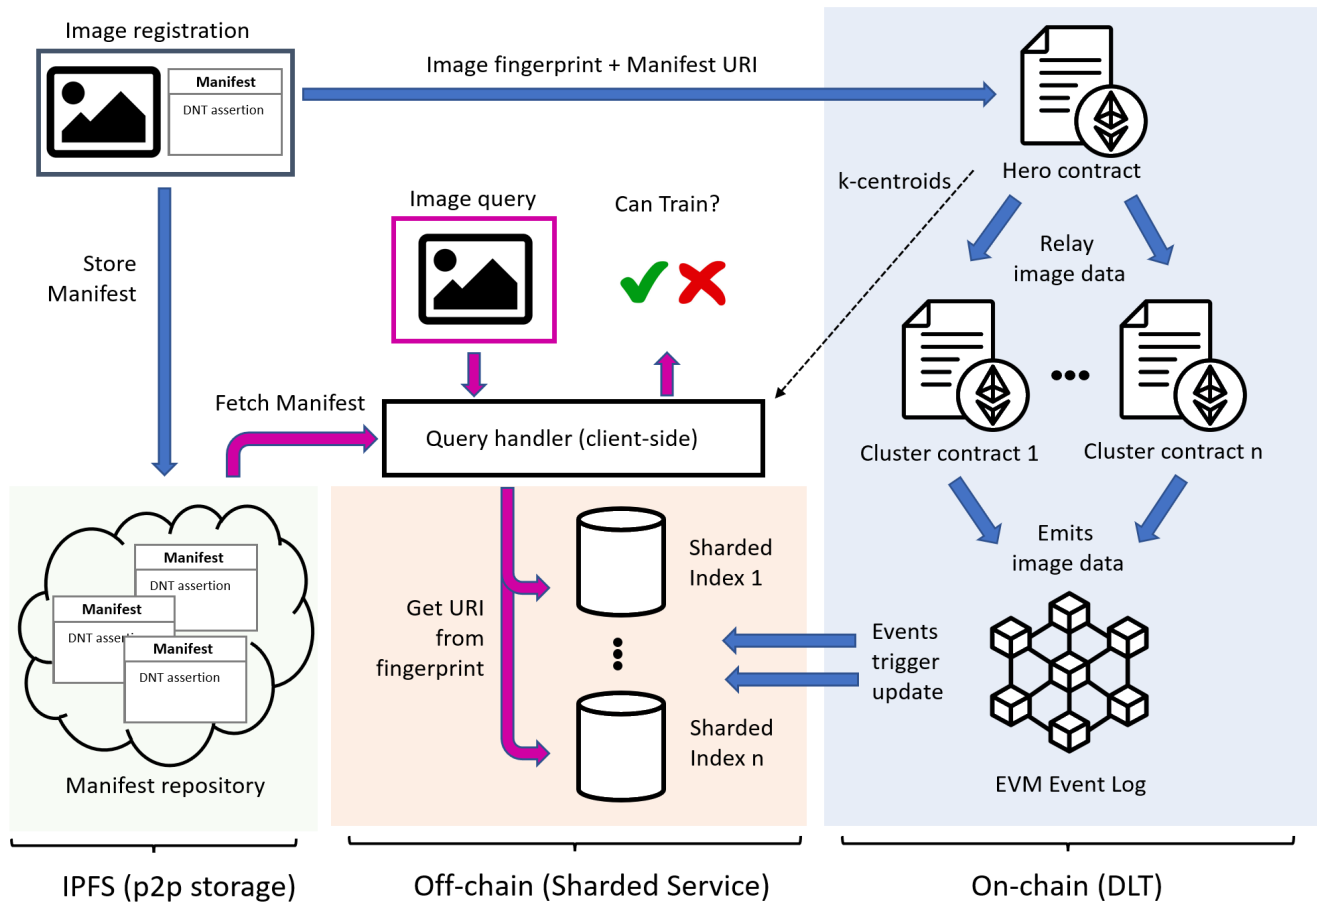 Image registration
Manifest
DNT assertion
Image fingerprint + Manifest URI
Hero contract
k-centroids
Relay
image data
Image query
Can Train?
Store
Manifest
Fetch Manifest
Query handler (client-side)
Cluster contract 1
Cluster contract n
Emits
image data
Manifest
DNT assertion
Manifest
DNT asser
Manifest
DNT assertion
Manifest repository
Get URI
from
fingerprint
Sharded
Index 1
Sharded
Index n
Events
trigger
update
EVM Event Log
IPFS (p2p storage)
Off-chain (Sharded Service)
On-chain (DLT)